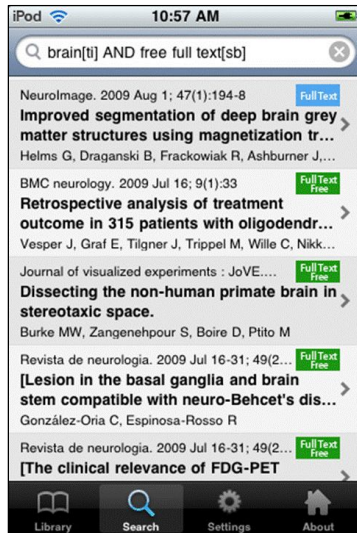 iPod 10:57 AM
brain[ti] AND free full text[sb]
NeuroImage. 2009 Aug 1; 47(1):194-8
Full Text
Improved segmentation of deep brain grey
matter structures using magnetization tr...
Helms G, Draganski B, Frackowiak R, Ashburner J,...
BMC neurology. 2009 Jul 16; 9(1):33
Full Text
Free
Retrospective analysis of treatment
outcome in 315 patients with oligodendr...
Vesper J, Graf E, Tilgner J, Trippel M, Wille C, Nikk...
Journal of visualized experiments : JoVE....
Full Text
Free
Dissecting the non-human primate brain in
stereotaxic space.
Burke MW, Zangenehpour S, Boire D, Ptito M
Revista de neurologia. 2009 Jul 16-31; 49(2...
Full Text
Free
[Lesion in the basal ganglia and brain
stem compatible with neuro-Behcet's dis...
González-Oria C, Espinosa-Rosso R
Revista de neurologia. 2009 Jul 16-31; 49(2...
Full Text
Free
[The clinical relevance of FDG-PET
Library Search Settings About